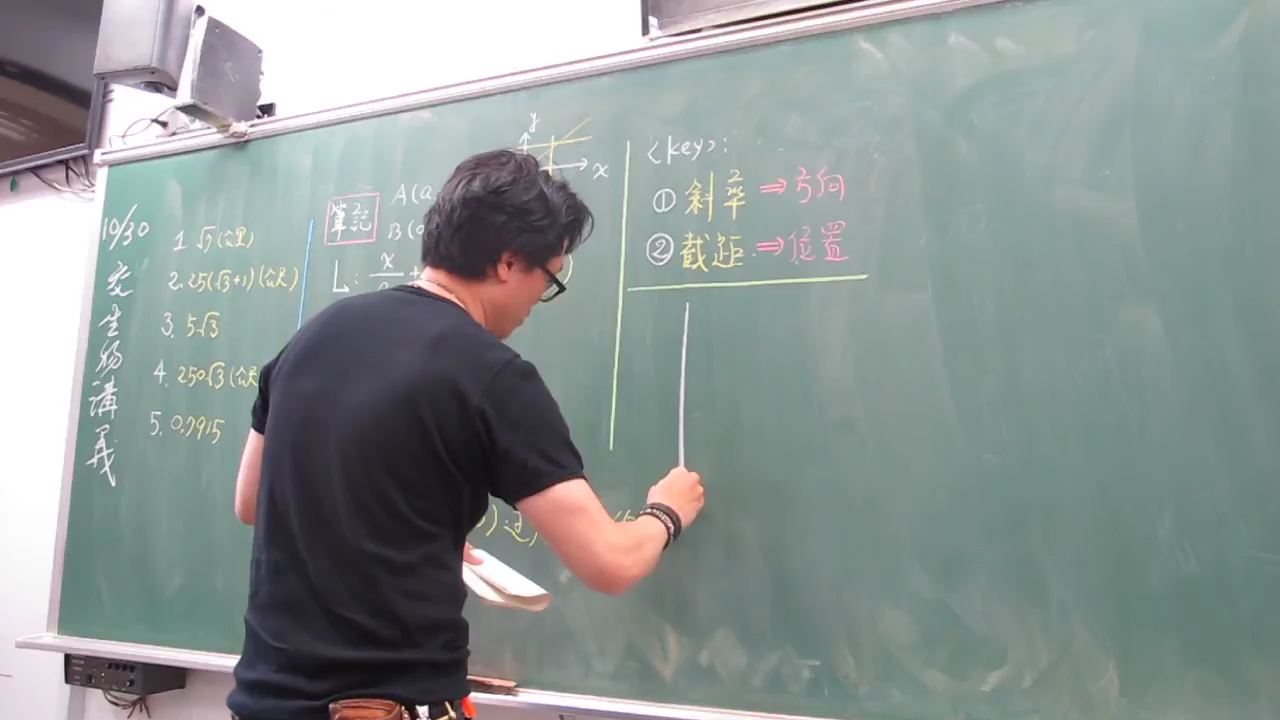 10/30
交
生
物
講
義
1. √7 (公里)
2. 25(√3+1) (公尺)
3. 5√3
4. 250√3 (公尺
5. 0.7915
筆記
A(a
B(0
L: x
y
x
<key>:
① 斜率 ⇒ 方向
② 截距 ⇒ 位置
) 过